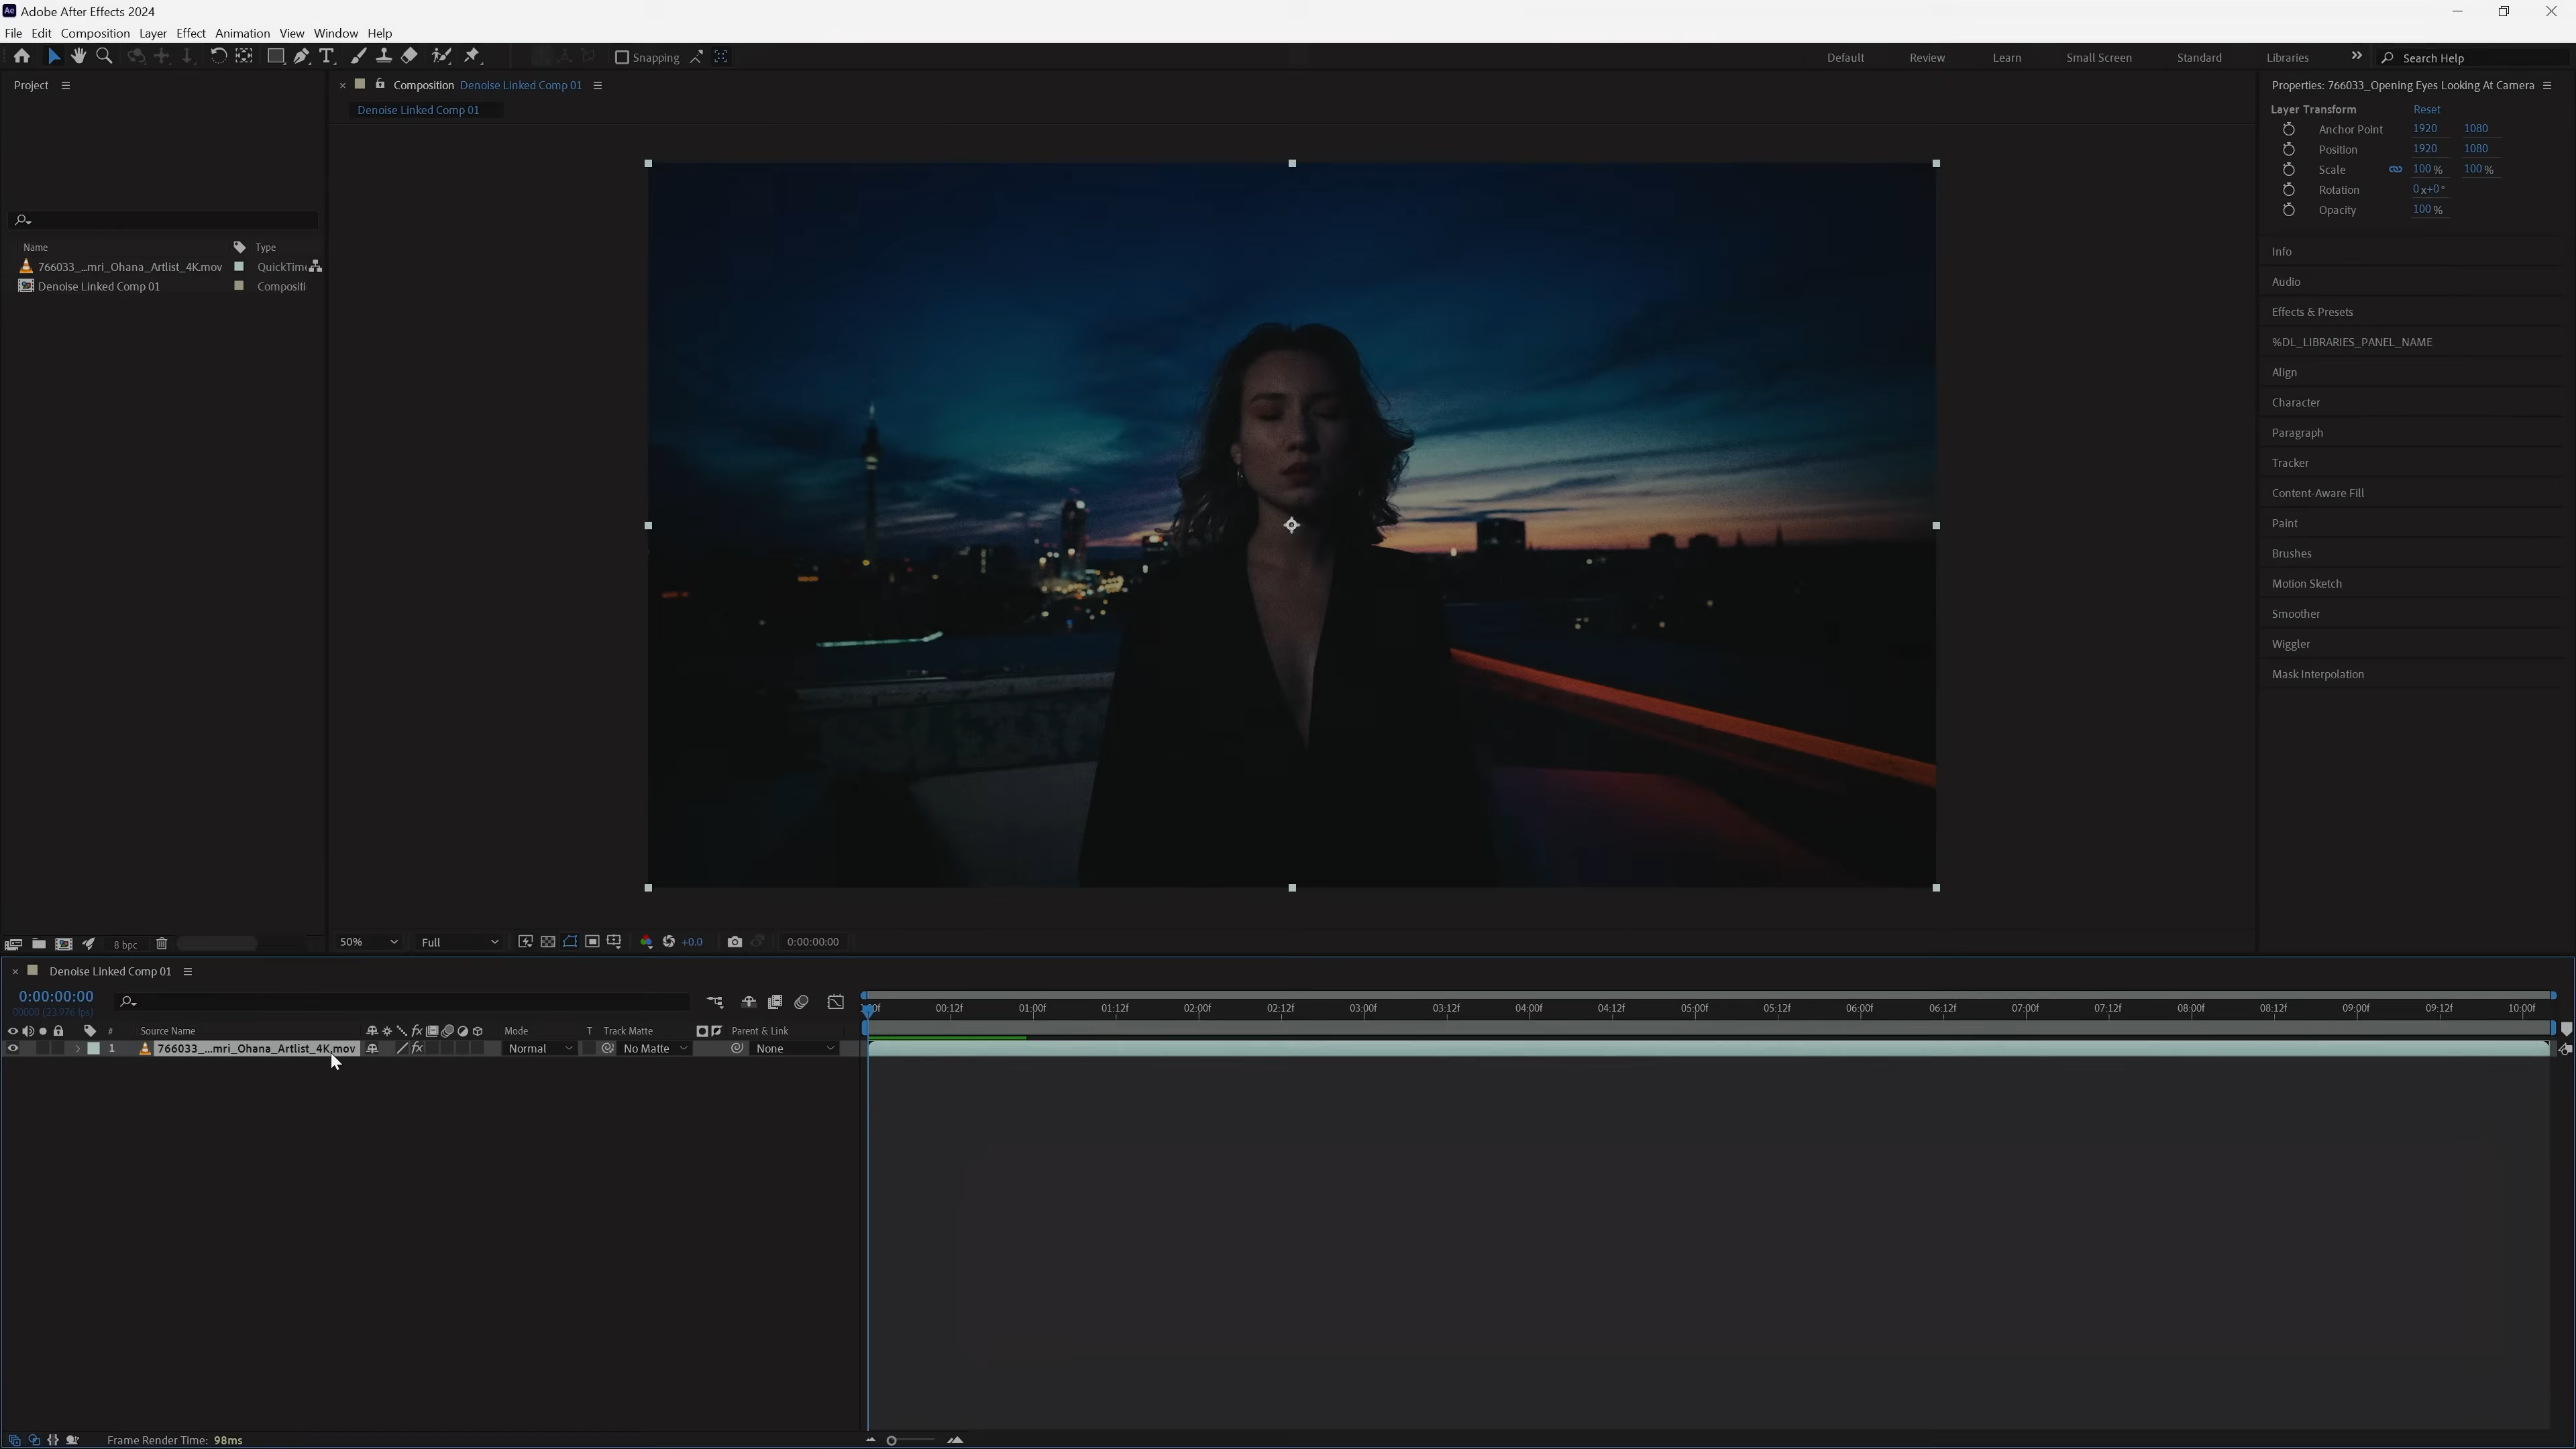 Adobe After Effects 2024
File Edit Composition Layer Effect Animation View Window Help
Snapping Default Review Learn Small Screen Standard Libraries Search Help
Project
Composition Denoise Linked Comp 01
Denoise Linked Comp 01
Name Type
766033_...mri_Ohana_Artlist_4K.mov QuickTime
Denoise Linked Comp 01 Compositi
8 bpc
50% Full +0.0 0:00:00:00
Properties: 766033_Opening Eyes Looking At Camera
Layer Transform Reset
Anchor Point 1920 1080
Position 1920 1080
Scale 100 % 100 %
Rotation 0x+0°
Opacity 100 %
Info
Audio
Effects & Presets
%DL_LIBRARIES_PANEL_NAME
Align
Character
Paragraph
Tracker
Content-Aware Fill
Paint
Brushes
Motion Sketch
Smoother
Wiggler
Mask Interpolation
Denoise Linked Comp 01
0:00:00:00
00000 (23.976 fps)
00f 00:12f 01:00f 01:12f 02:00f 02:12f 03:00f 03:12f 04:00f 04:12f 05:00f 05:12f 06:00f 06:12f 07:00f 07:12f 08:00f 08:12f 09:00f 09:12f 10:00f
# Source Name fx Mode T Track Matte Parent & Link
1 766033_...mri_Ohana_Artlist_4K.mov fx Normal No Matte None
Frame Render Time: 98ms